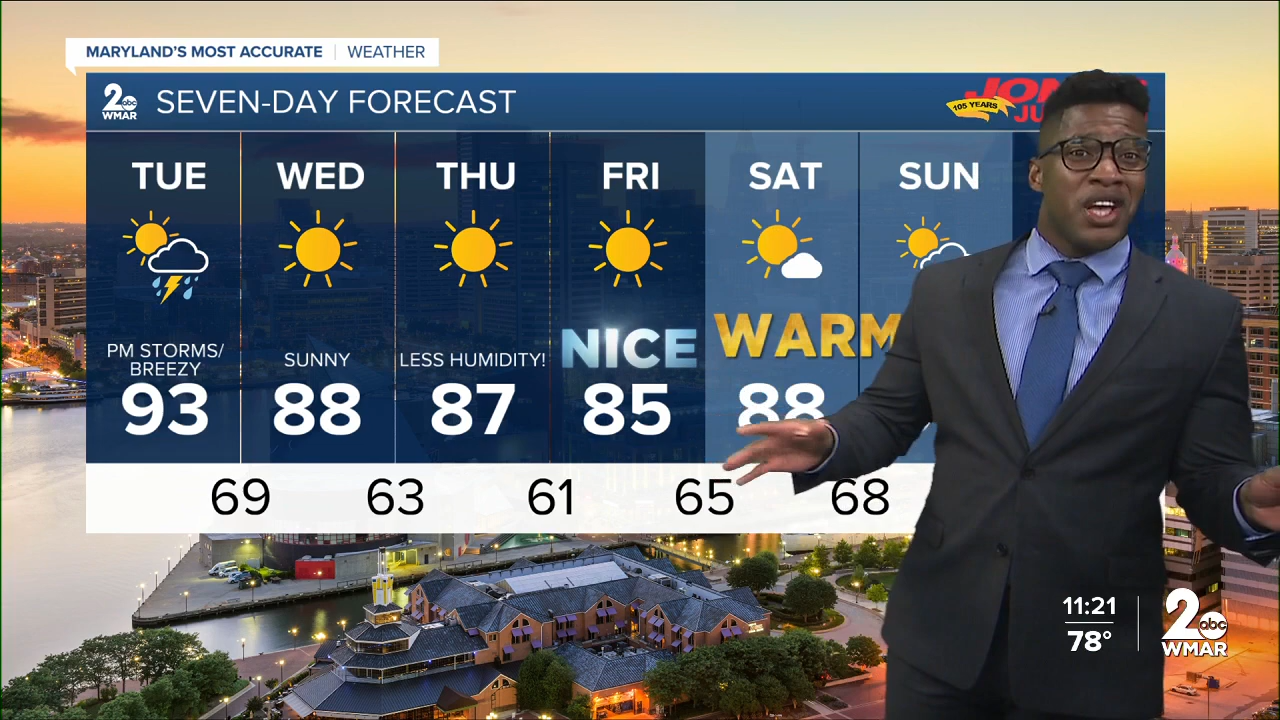 MARYLAND'S MOST ACCURATE | WEATHER
2 abc
WMAR
SEVEN-DAY FORECAST
105 YEARS
TUE
WED
THU
FRI
SAT
SUN
PM STORMS/
BREEZY
SUNNY
LESS HUMIDITY!
NICE
WARM
93
88
87
85
88
69
63
61
65
68
11:21
78°
2 abc
WMAR